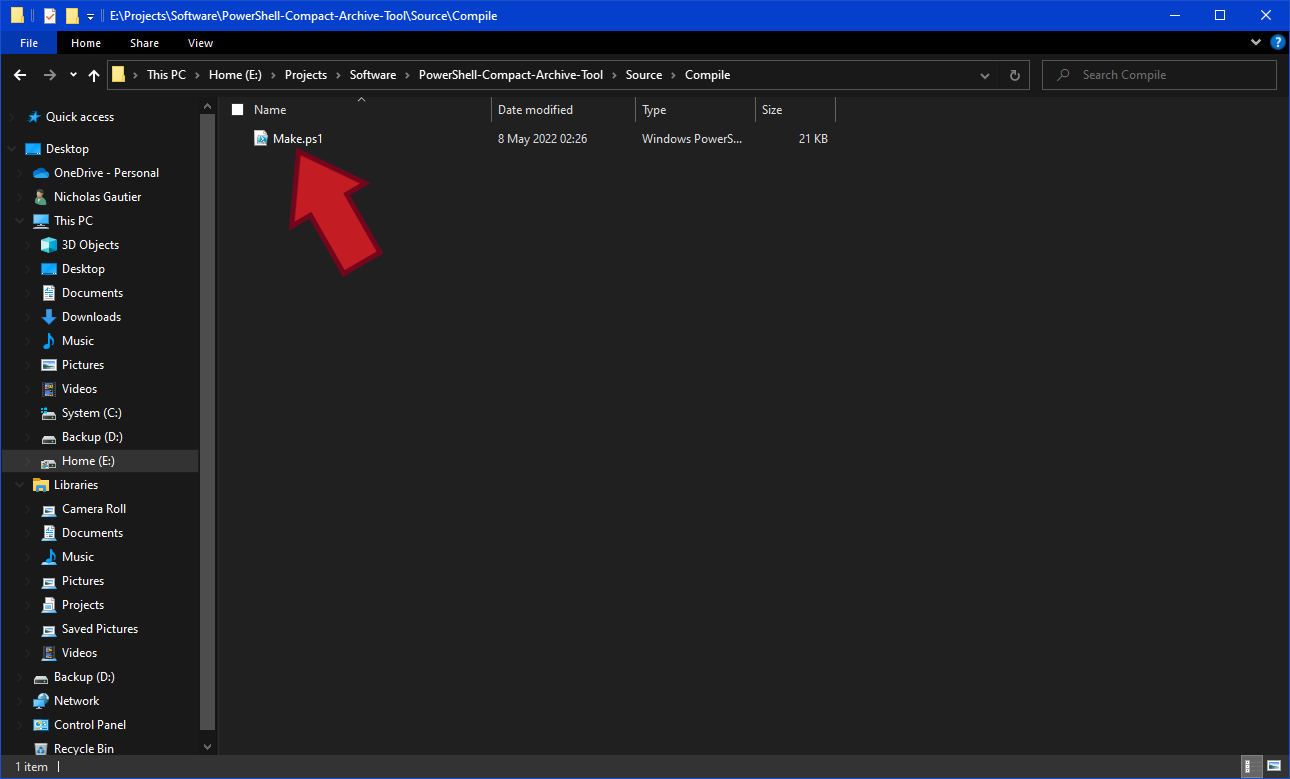 E:\Projects\Software\PowerShell-Compact-Archive-Tool\Source\Compile
File Home Share View
This PC Home (E:) Projects Software PowerShell-Compact-Archive-Tool Source Compile
Search Compile
Name Date modified Type Size
Make.ps1 8 May 2022 02:26 Windows PowerS... 21 KB
Quick access
Desktop
OneDrive - Personal
Nicholas Gautier
This PC
3D Objects
Desktop
Documents
Downloads
Music
Pictures
Videos
System (C:)
Backup (D:)
Home (E:)
Libraries
Camera Roll
Documents
Music
Pictures
Projects
Saved Pictures
Videos
Backup (D:)
Network
Control Panel
Recycle Bin
1 item